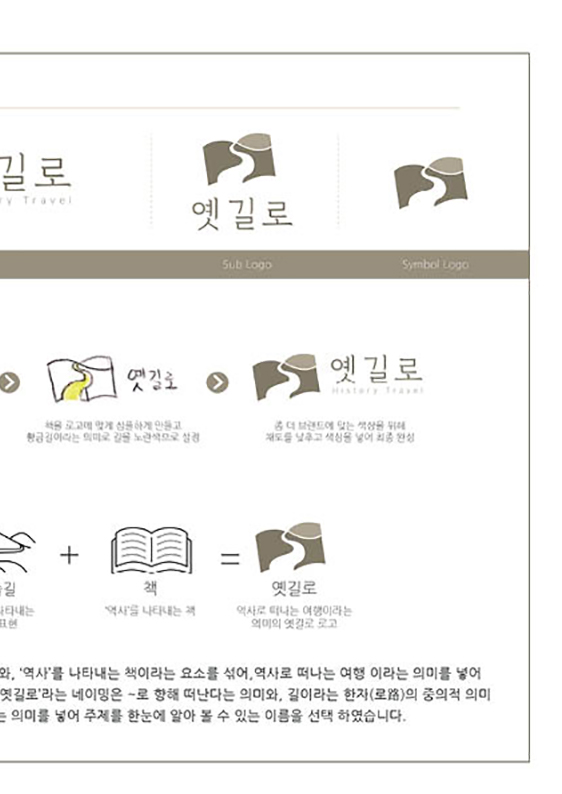 길로
ry Travel
옛길로
Sub Logo
Symbol Logo
옛길로
옛길로
History Travel
책을 로고에 맞게 심플하게 만들고
황금길이라는 의미로 길을 노란색으로 설정
좀 더 브랜드에 맞는 색상을 위해
채도를 낮추고 색상을 넣어 최종 완성
+
=
길
책
옛길로
나타내는
표현
'역사'를 나타내는 책
역사로 떠나는 여행이라는
의미의 옛길로 로고
와, '역사'를 나타내는 책이라는 요소를 섞어,역사로 떠나는 여행 이라는 의미를 넣어
옛길로'라는 네이밍은 ~로 향해 떠난다는 의미와, 길이라는 한자(로路)의 중의적 의미
는 의미를 넣어 주제를 한눈에 알아 볼 수 있는 이름을 선택 하였습니다.